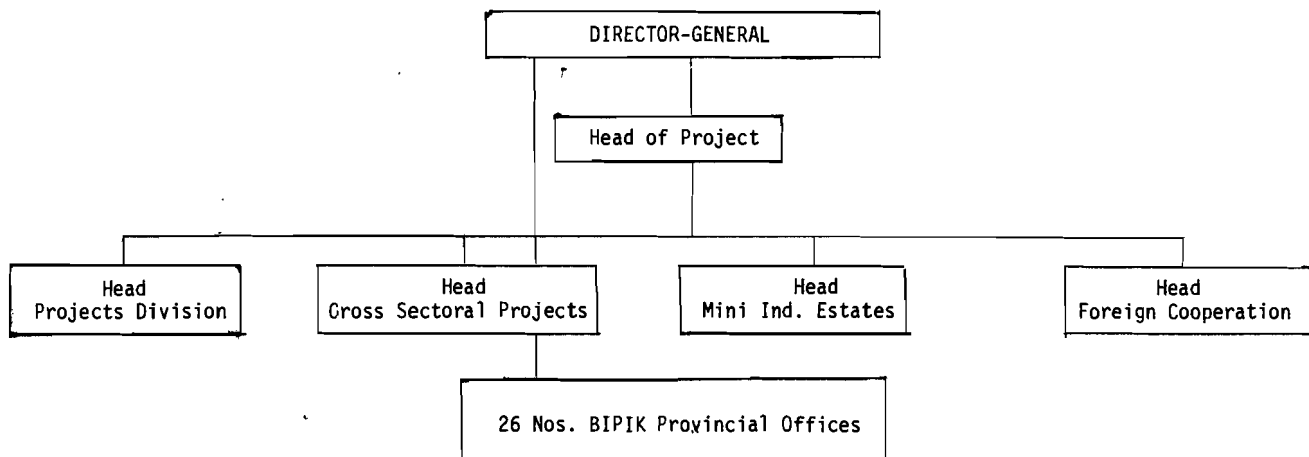 DIRECTOR-GENERAL
Head of Project
Head
Projects Division
Head
Cross Sectoral Projects
Head
Mini Ind. Estates
Head
Foreign Cooperation
26 Nos. BIPIK Provincial Offices